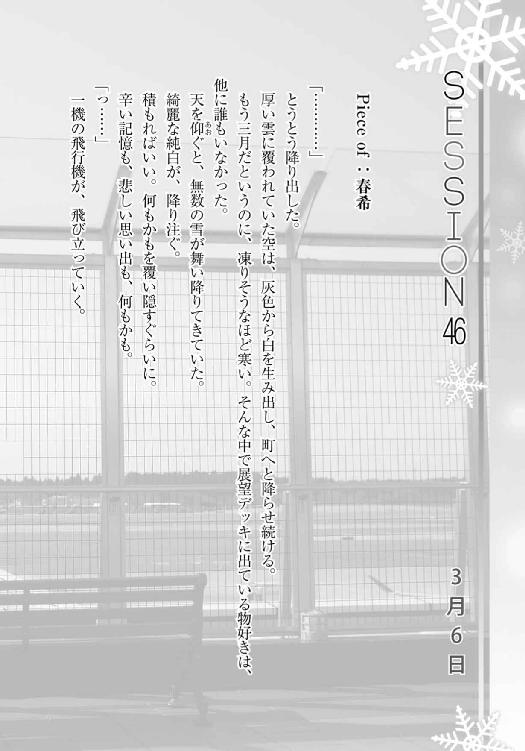 SESSION 46
3月6日
Piece of：春希
「…………」
とうとう降り出した。
厚い雲に覆われていた空は、灰色から白を生み出し、町へと降らせ続ける。
もう三月だというのに、凍りそうなほど寒い。そんな中で展望デッキに出ている物好きは、
他に誰もいなかった。
天を仰ぐと、無数の雪が舞い降りてきていた。
綺麗な純白が、降り注ぐ。
積もればいい。何もかもを覆い隠すぐらいに。
辛い記憶も、悲しい思い出も、何もかも。
「っ……」
一機の飛行機が、飛び立っていく。